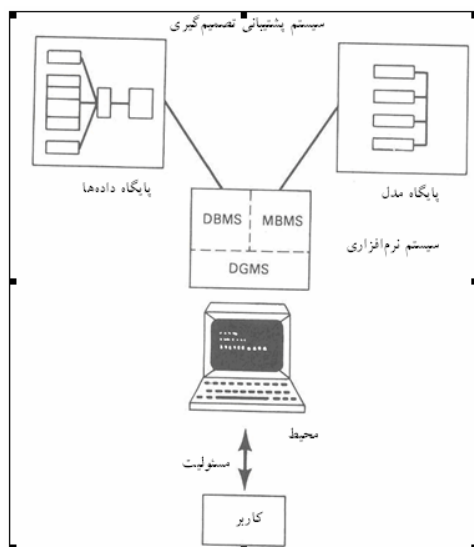 سیستم پشتیبانی تصمیم‌گیری
پایگاه مدل
پایگاه داده‌ها
DBMS
MBMS
سیستم نرم‌افزاری
DGMS
محیط
مسئولیت
کاربر